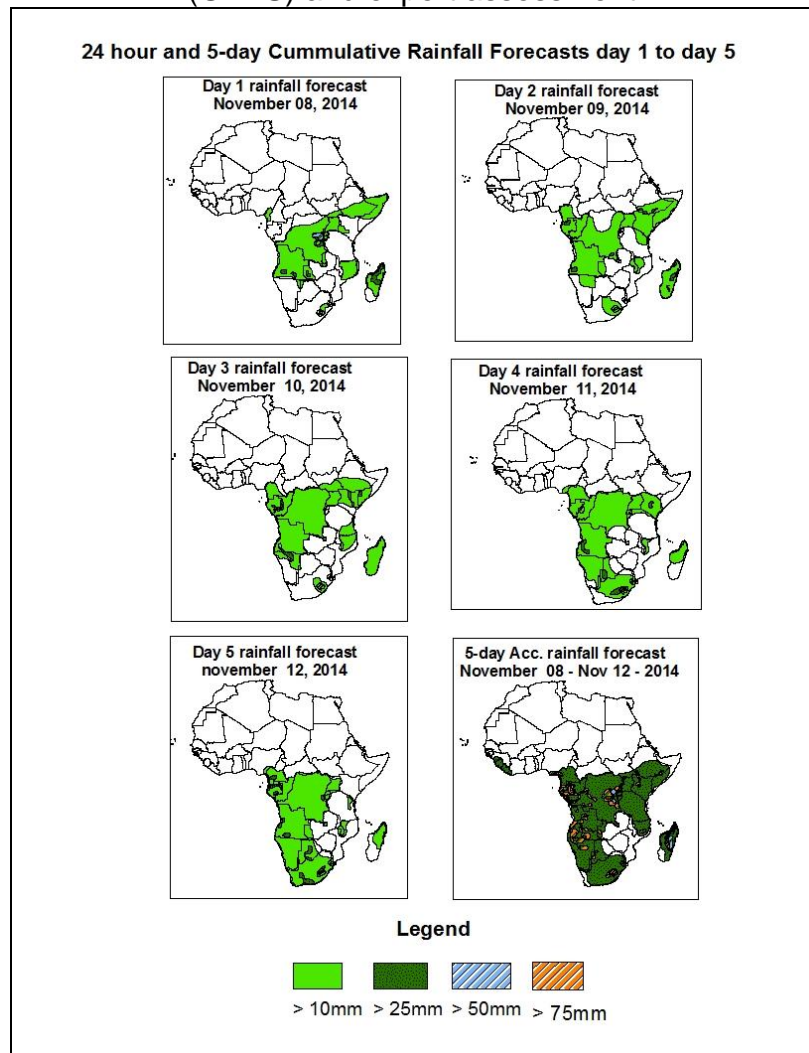 24 hour and 5-day Cummulative Rainfall Forecasts day 1 to day 5
Day 1 rainfall forecast
November 08, 2014
Day 2 rainfall forecast
November 09, 2014
Day 3 rainfall forecast
November 10, 2014
Day 4 rainfall forecast
November 11, 2014
Day 5 rainfall forecast
november 12, 2014
5-day Acc. rainfall forecast
November 08 - Nov 12 - 2014
Legend
> 10mm > 25mm > 50mm > 75mm